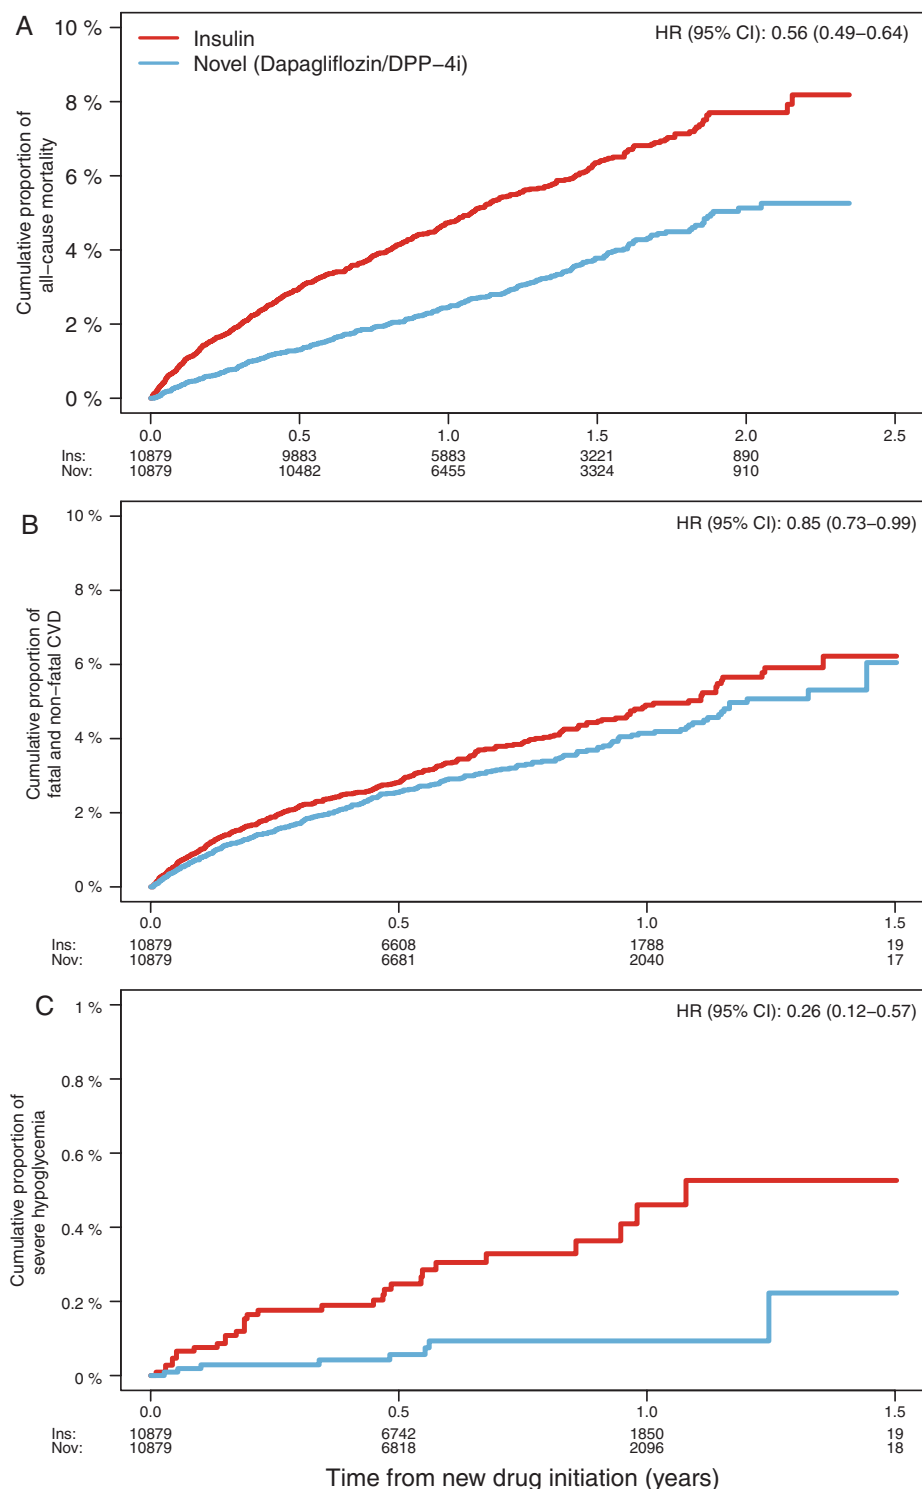 A
10 %
HR (95% CI): 0.56 (0.49–0.64)
Insulin
Novel (Dapagliflozin/DPP−4i)
8 %
6 %
4 %
2 %
0 %
Cumulative proportion of
all−cause mortality
0.0 0.5 1.0 1.5 2.0 2.5
Ins: 10879 9883 5883 3221 890
Nov: 10879 10482 6455 3324 910
B
10 %
HR (95% CI): 0.85 (0.73–0.99)
8 %
6 %
4 %
2 %
0 %
Cumulative proportion of
fatal and non−fatal CVD
0.0 0.5 1.0 1.5
Ins: 10879 6608 1788 19
Nov: 10879 6681 2040 17
C
1 %
HR (95% CI): 0.26 (0.12–0.57)
0.8 %
0.6 %
0.4 %
0.2 %
0 %
Cumulative proportion of
severe hypoglycemia
0.0 0.5 1.0 1.5
Ins: 10879 6742 1850 19
Nov: 10879 6818 2096 18
Time from new drug initiation (years)